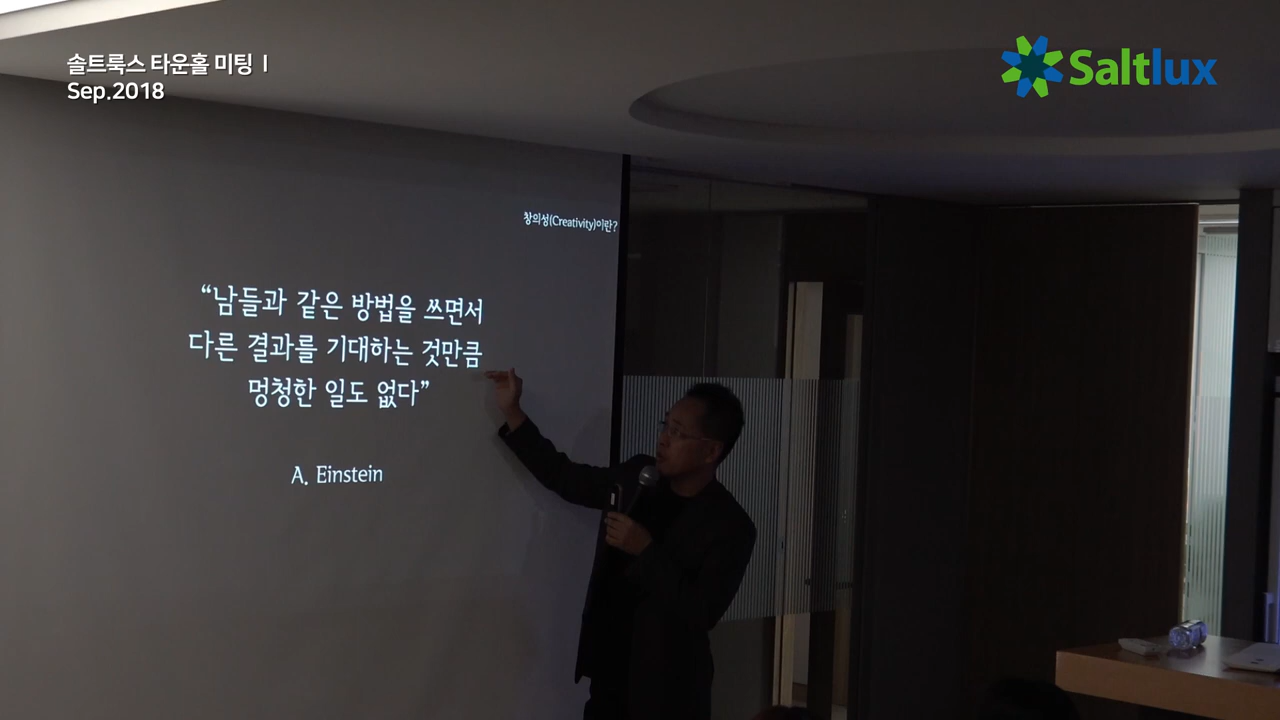 솔트룩스 타운홀 미팅 I
Sep.2018
Saltlux
창의성(Creativity)이란?
“남들과 같은 방법을 쓰면서
다른 결과를 기대하는 것만큼
멍청한 일도 없다”
A. Einstein